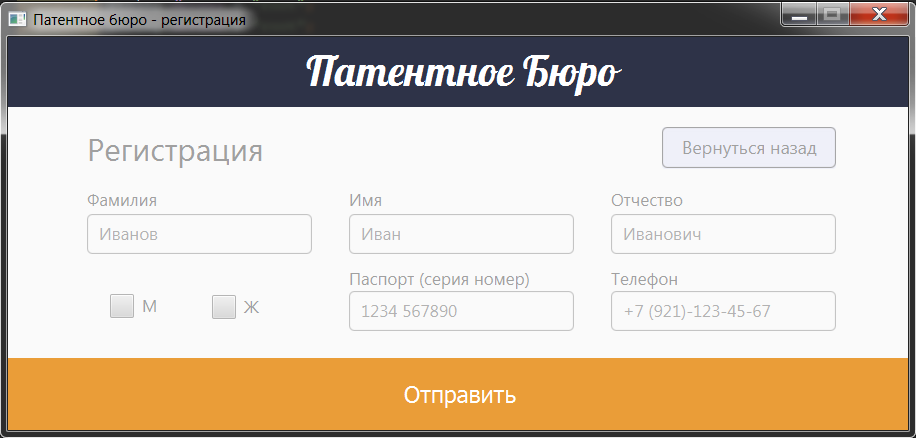 Патентное бюро - регистрация
Патентное Бюро
Регистрация
Вернуться назад
Фамилия
Имя
Отчество
Иванов
Иван
Иванович
Паспорт (серия номер)
Телефон
М
Ж
1234 567890
+7 (921)-123-45-67
Отправить